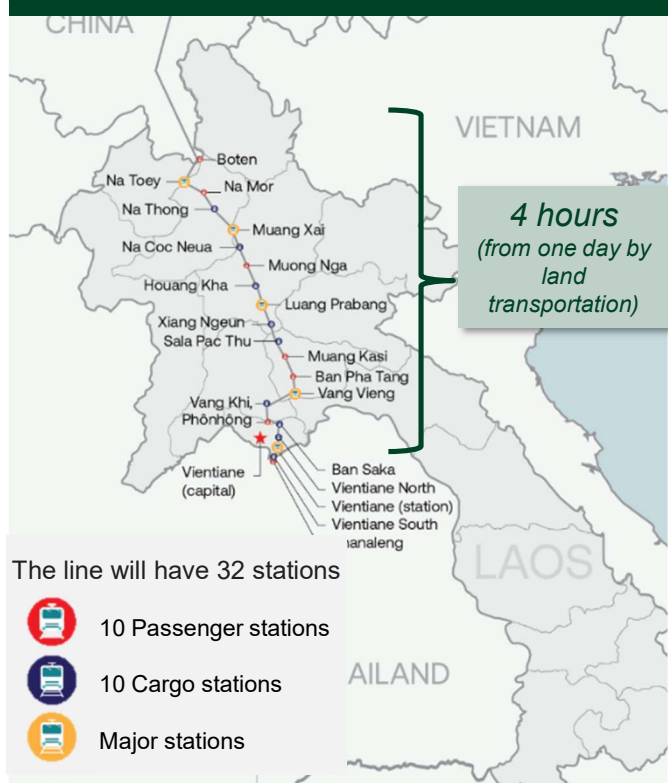 CHINA
VIETNAM
Boten
Na Toey
Na Mor
Na Thong
Muang Xai
Na Coc Neua
Muong Nga
Houang Kha
Luang Prabang
Xiang Ngeun
Sala Pac Thu
Muang Kasi
Ban Pha Tang
Vang Vieng
Vang Khi,
Phônhông
Vientiane
(capital)
Ban Saka
Vientiane North
Vientiane (station)
Vientiane South
analeng
4 hours
(from one day by
land
transportation)
LAOS
AILAND
The line will have 32 stations
10 Passenger stations
10 Cargo stations
Major stations